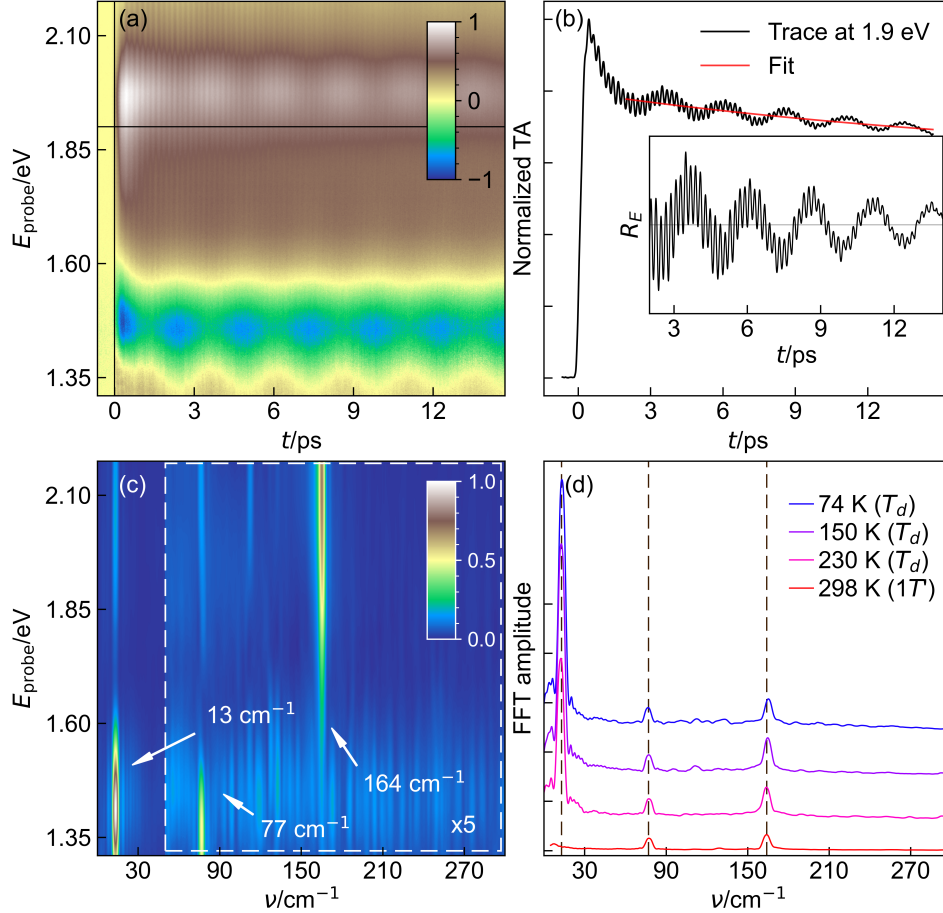 (a)
2.10
1.85
1.60
1.35
E_probe/eV
1
0
−1
0
3
6
9
12
t/ps
(b)
Trace at 1.9 eV
Fit
Normalized TA
R_E
3
6
9
12
t/ps
0
3
6
9
12
t/ps
(c)
2.10
1.85
1.60
1.35
E_probe/eV
1.0
0.5
0.0
13 cm⁻¹
164 cm⁻¹
77 cm⁻¹
x5
30
90
150
210
270
ν/cm⁻¹
(d)
74 K (T_d)
150 K (T_d)
230 K (T_d)
298 K (1T')
FFT amplitude
30
90
150
210
270
ν/cm⁻¹